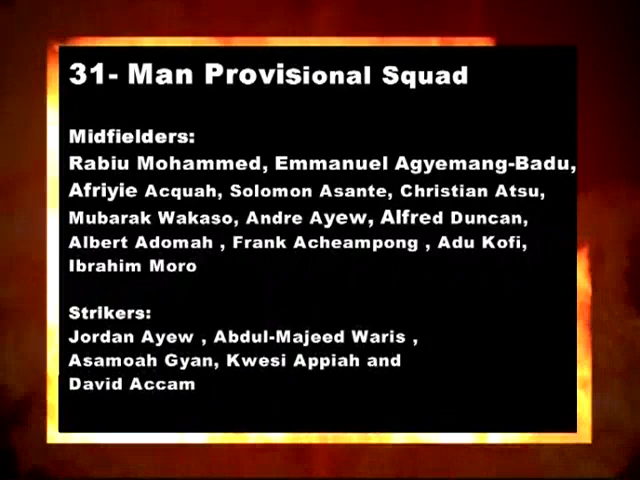 31- Man Provisional Squad
Midfielders:
Rabiu Mohammed, Emmanuel Agyemang-Badu,
Afriyie Acquah, Solomon Asante, Christian Atsu,
Mubarak Wakaso, Andre Ayew, Alfred Duncan,
Albert Adomah , Frank Acheampong , Adu Kofi,
Ibrahim Moro
Strikers:
Jordan Ayew , Abdul-Majeed Waris ,
Asamoah Gyan, Kwesi Appiah and
David Accam